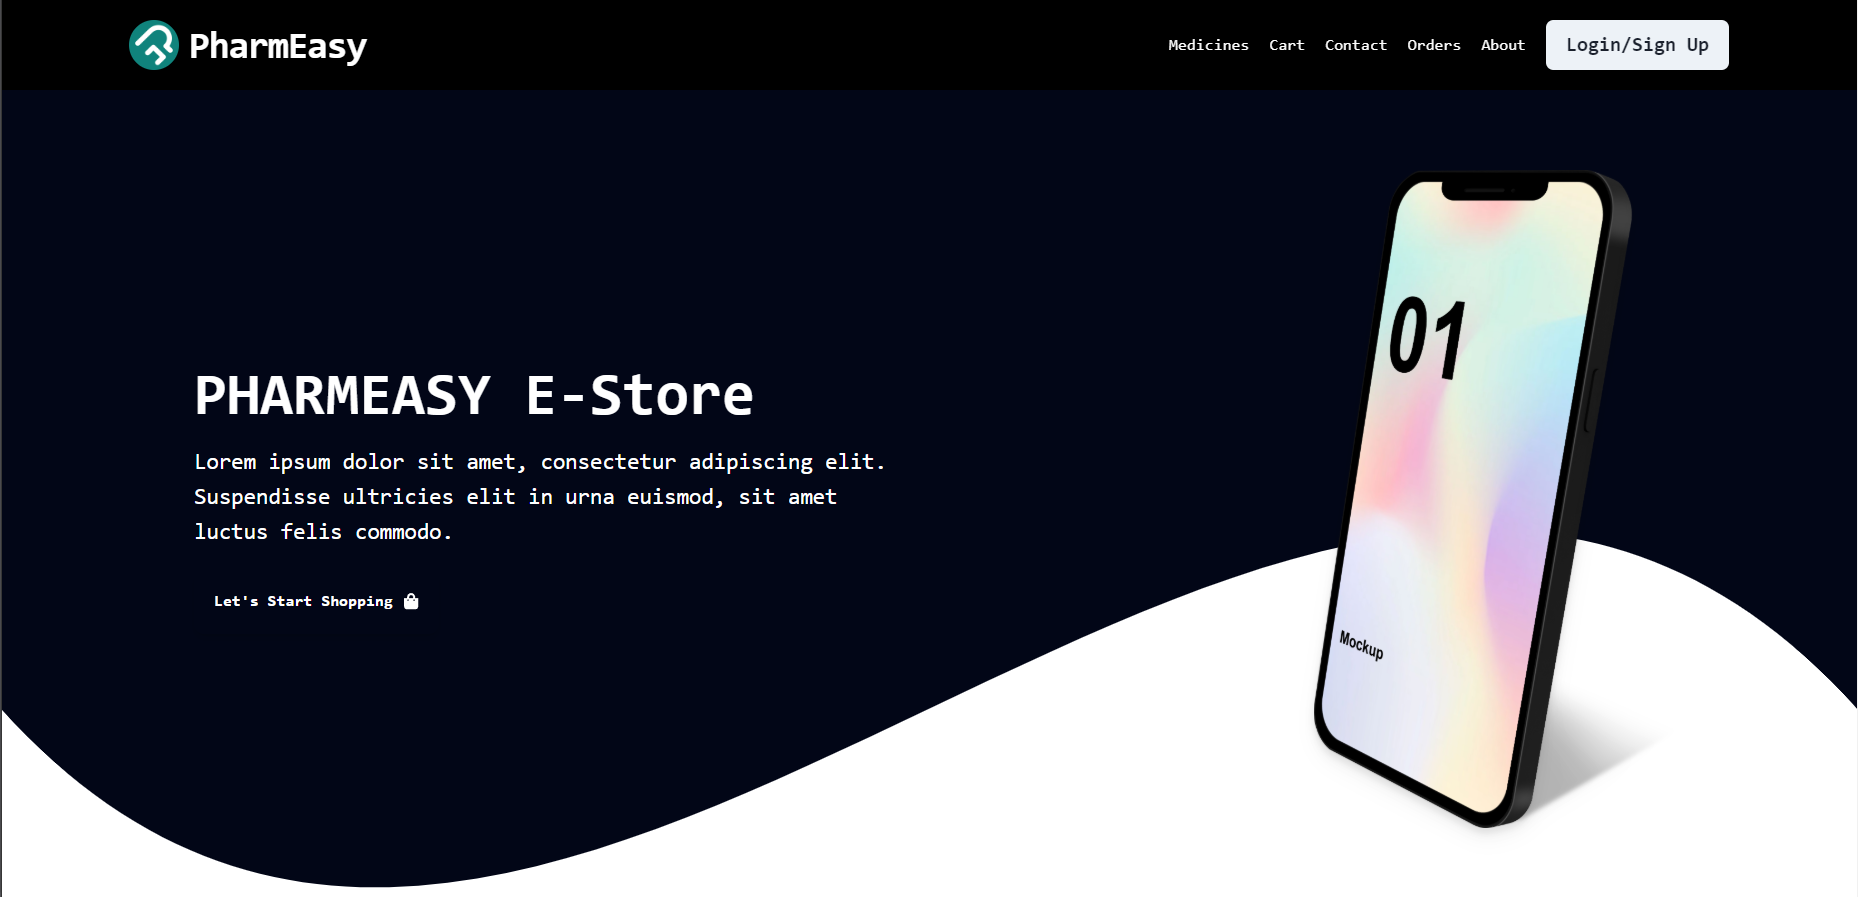 PharmEasy
Medicines Cart Contact Orders About Login/Sign Up
01
PHARMEASY E-Store
Lorem ipsum dolor sit amet, consectetur adipiscing elit.
Suspendisse ultricies elit in urna euismod, sit amet
luctus felis commodo.
Let's Start Shopping
Mockup